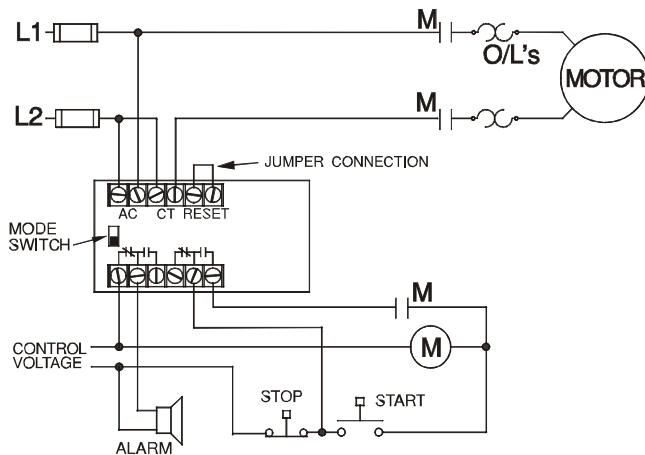 L1
M
O/L's
MOTOR
L2
M
JUMPER CONNECTION
AC CT RESET
MODE
SWITCH
M
CONTROL
VOLTAGE
M
STOP
START
ALARM